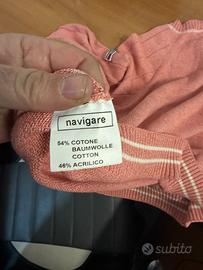 navigare
54% COTONE
BAUMWOLLE
COTTON
46% ACRILICO
subito